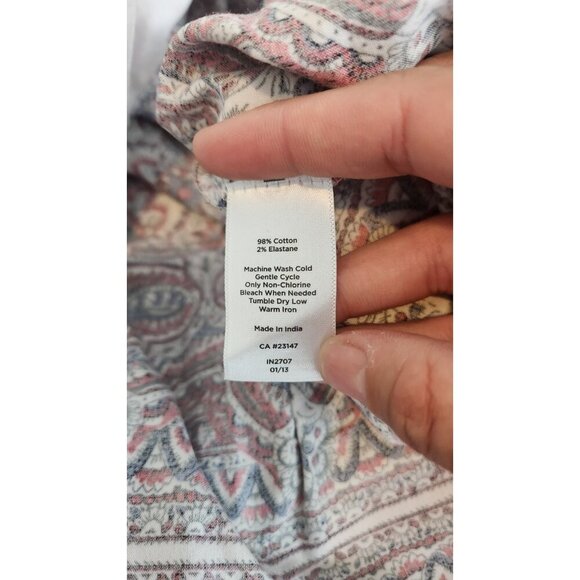 98% Cotton
2% Elastane
Machine Wash Cold
Gentle Cycle
Only Non-Chlorine
Bleach When Needed
Tumble Dry Low
Warm Iron
Made In India
CA #23147
IN2707
01/13